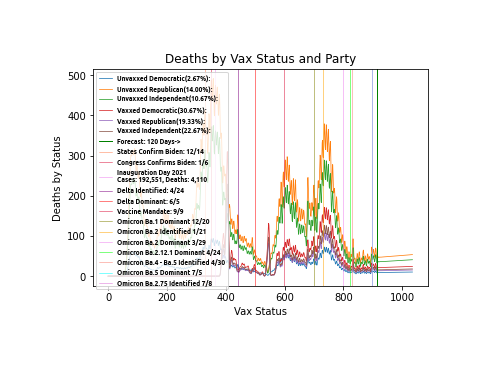 Deaths by Vax Status and Party
Deaths by Status
500
400
300
200
100
0
Unvaxxed Democratic(2.67%):
Unvaxxed Republican(14.00%):
Unvaxxed Independent(10.67%):
Vaxxed Democratic(30.67%):
Vaxxed Republican(19.33%):
Vaxxed Independent(22.67%):
Forecast: 120 Days->
States Confirm Biden: 12/14
Congress Confirms Biden: 1/6
Inauguration Day 2021
Cases: 192,551, Deaths: 4,110
Delta Identified: 4/24
Delta Dominant: 6/5
Vaccine Mandate: 9/9
Omicron Ba.1 Dominant 12/20
Omicron Ba.2 Identified 1/21
Omicron Ba.2 Dominant 3/29
Omicron Ba.2.12.1 Dominant 4/24
Omicron Ba.4 - Ba.5 Identified 4/30
Omicron Ba.5 Dominant 7/5
Omicron Ba.2.75 Identified 7/8
0 200 400 600 800 1000
Vax Status